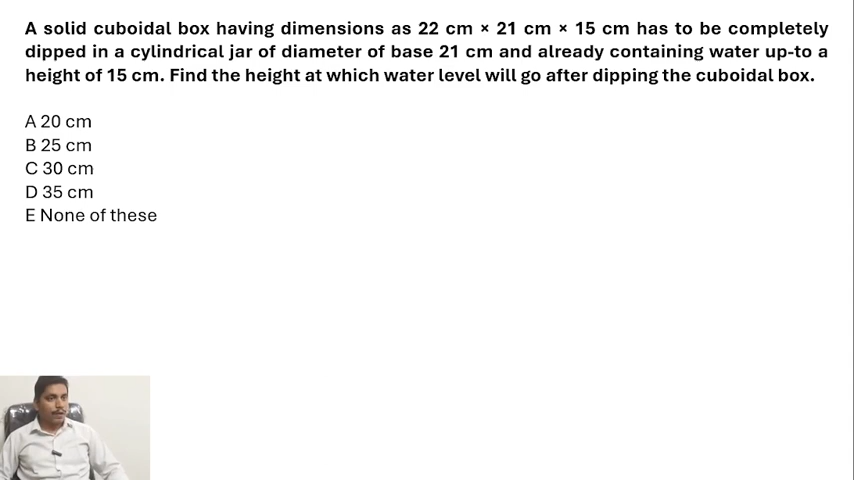 A solid cuboidal box having dimensions as 22 cm × 21 cm × 15 cm has to be completely
dipped in a cylindrical jar of diameter of base 21 cm and already containing water up-to a
height of 15 cm. Find the height at which water level will go after dipping the cuboidal box.
A 20 cm
B 25 cm
C 30 cm
D 35 cm
E None of these